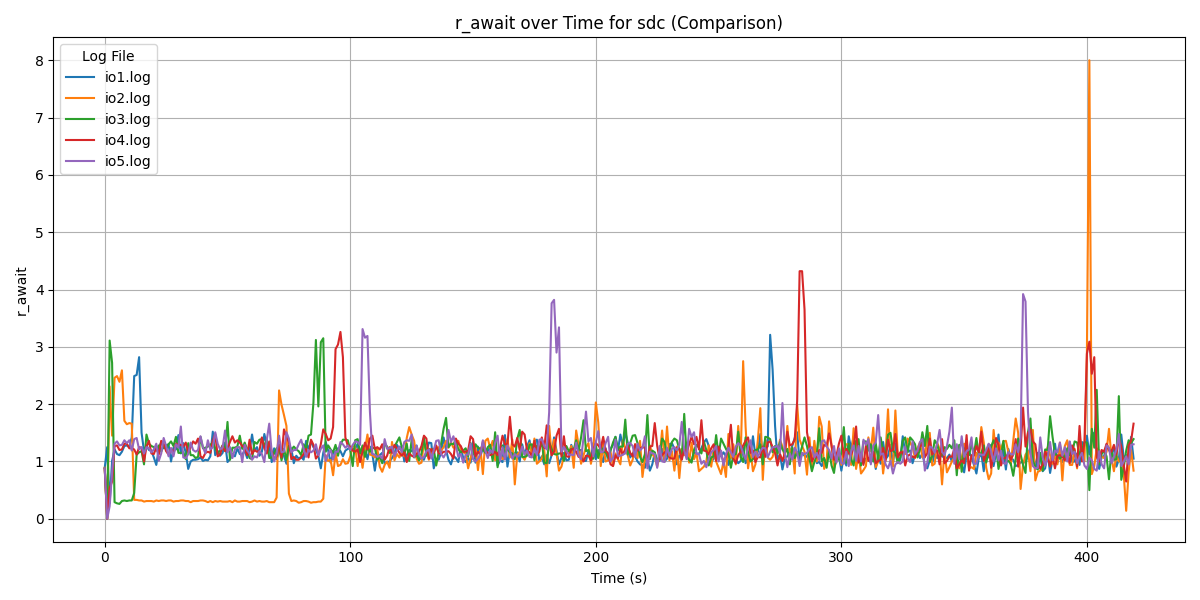 r_await over Time for sdc (Comparison)
Log File
io1.log
io2.log
io3.log
io4.log
io5.log
r_await
8
7
6
5
4
3
2
1
0
0 100 200 300 400
Time (s)